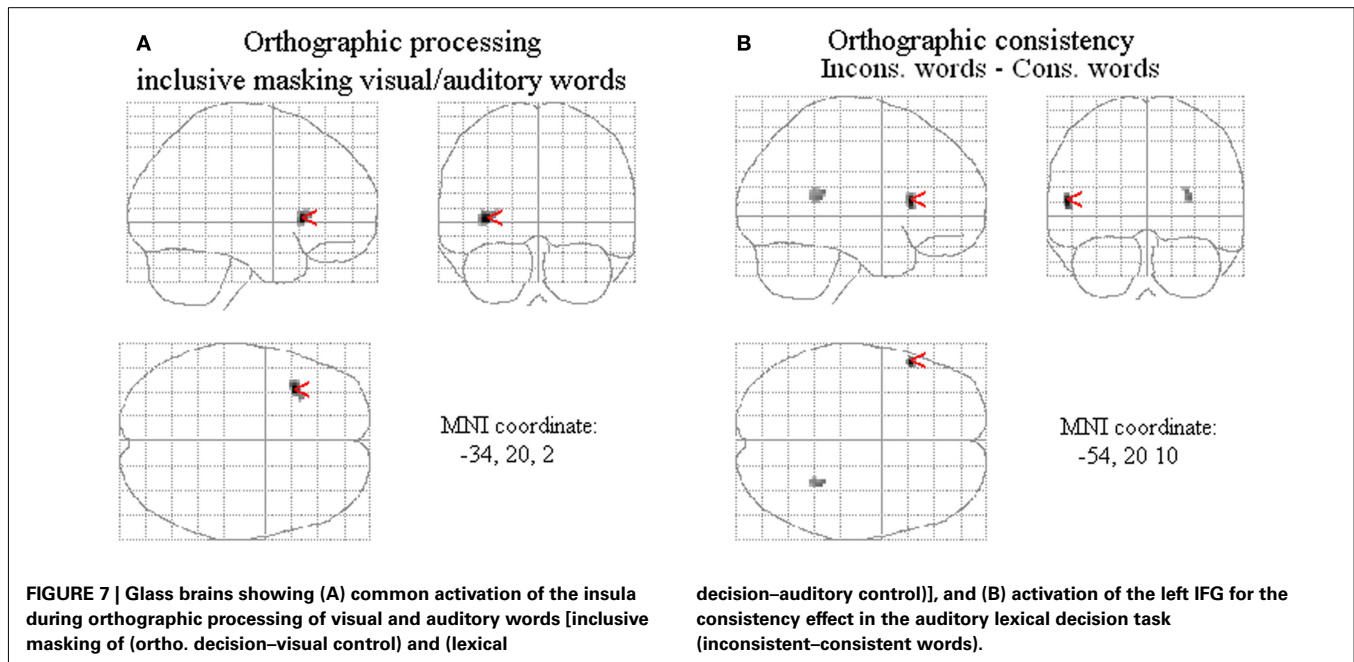 A
Orthographic processing
inclusive masking visual/auditory words
MNI coordinate:
-34, 20, 2
B
Orthographic consistency
Incons. words - Cons. words
MNI coordinate:
-54, 20 10
FIGURE 7 | Glass brains showing (A) common activation of the insula
during orthographic processing of visual and auditory words [inclusive
masking of (ortho. decision–visual control) and (lexical
decision–auditory control)], and (B) activation of the left IFG for the
consistency effect in the auditory lexical decision task
(inconsistent–consistent words).